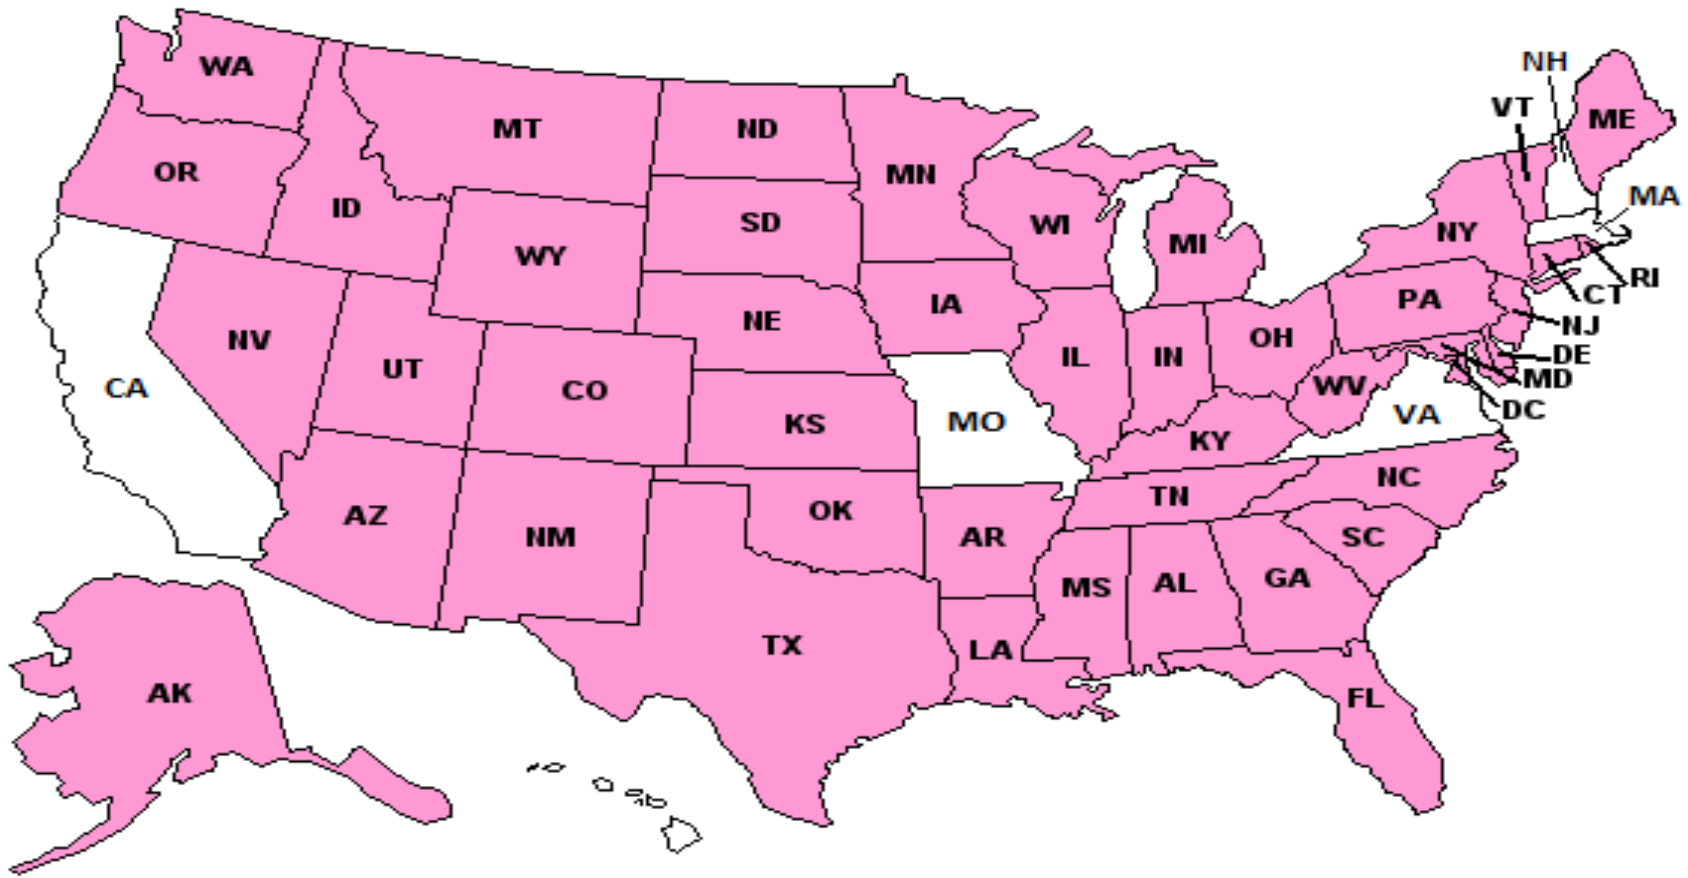 WA
OR
CA
NV
ID
MT
WY
UT
AZ
CO
NM
ND
SD
NE
KS
OK
TX
MN
IA
MO
AR
LA
WI
IL
MI
IN
OH
KY
TN
MS
AL
GA
FL
SC
NC
VA
WV
PA
NY
VT
NH
ME
MA
RI
CT
NJ
DE
MD
DC
AK